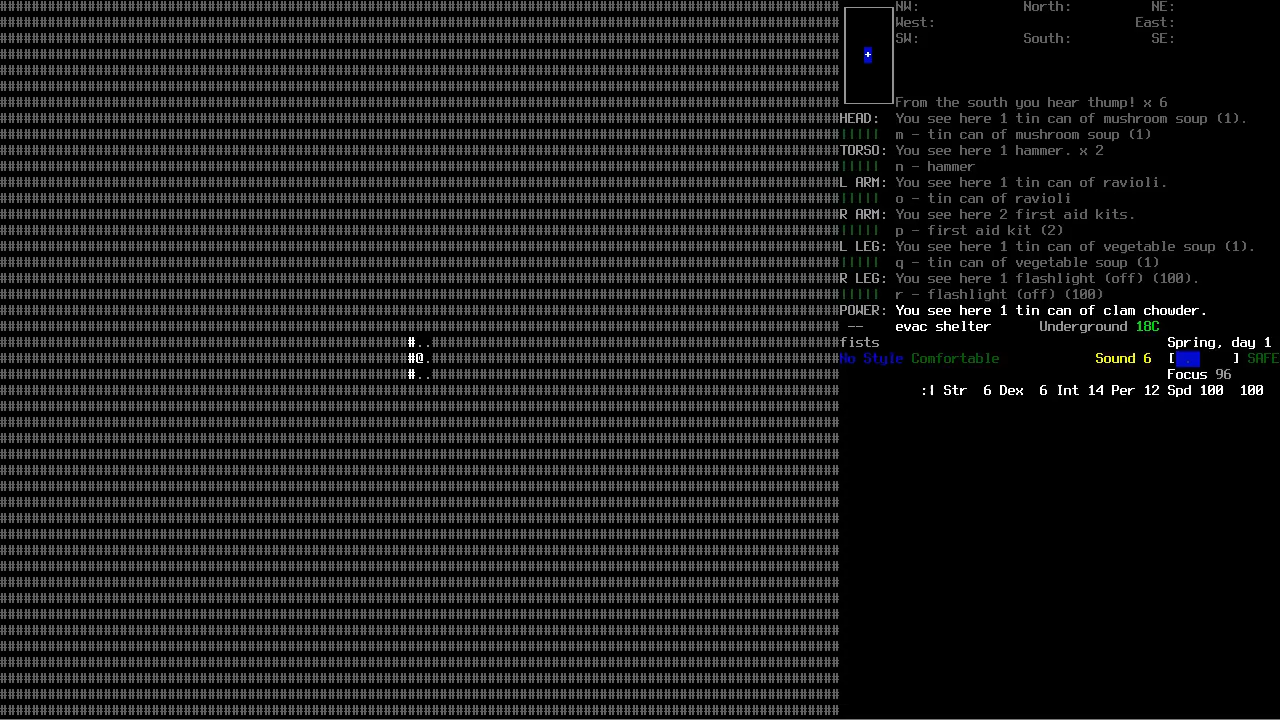 NW: North: NE:
West: East:
SW: South: SE:
+
From the south you hear thump! x 6
HEAD: You see here 1 tin can of mushroom soup (1).
||||| m - tin can of mushroom soup (1)
TORSO: You see here 1 hammer. x 2
||||| n - hammer
L ARM: You see here 1 tin can of ravioli.
||||| o - tin can of ravioli
R ARM: You see here 2 first aid kits.
||||| p - first aid kit (2)
L LEG: You see here 1 tin can of vegetable soup (1).
||||| q - tin can of vegetable soup (1)
R LEG: You see here 1 flashlight (off) (100).
||||| r - flashlight (off) (100)
POWER: You see here 1 tin can of clam chowder.
-- evac shelter Underground 18C
#.. fists Spring, day 1
#@. No Style Comfortable Sound 6 [ . ] SAFE
#.. Focus 96
:| Str 6 Dex 6 Int 14 Per 12 Spd 100 100